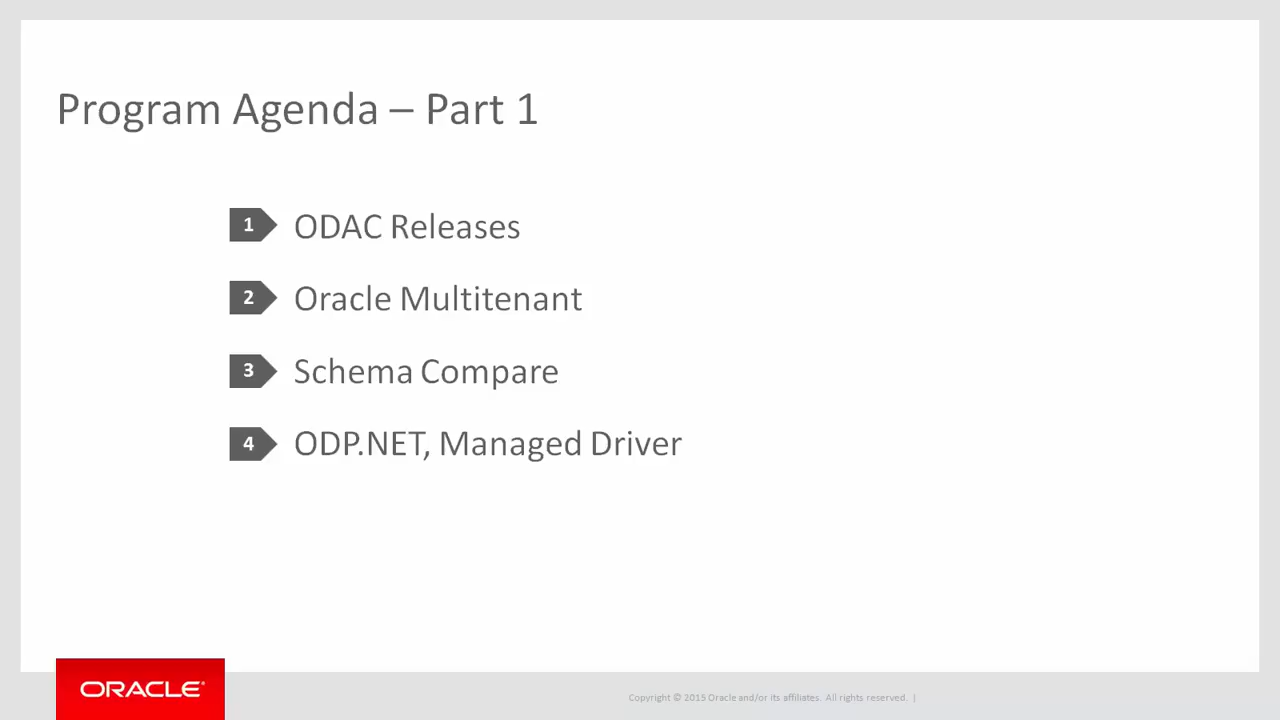 Program Agenda – Part 1
1 ODAC Releases
2 Oracle Multitenant
3 Schema Compare
4 ODP.NET, Managed Driver
ORACLE®
Copyright © 2015 Oracle and/or its affiliates. All rights reserved. |